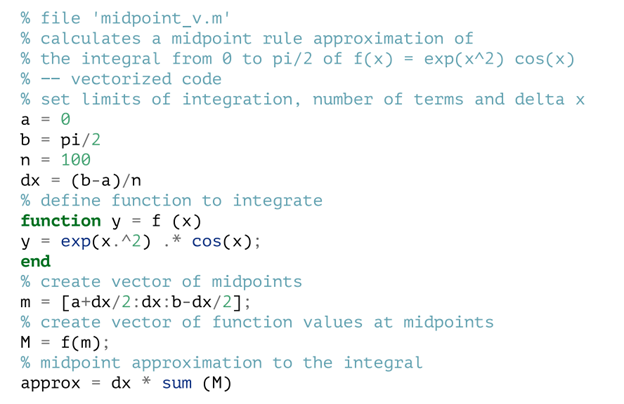 % file 'midpoint_v.m'
% calculates a midpoint rule approximation of
% the integral from 0 to pi/2 of f(x) = exp(x^2) cos(x)
% -- vectorized code
% set limits of integration, number of terms and delta x
a = 0
b = pi/2
n = 100
dx = (b-a)/n
% define function to integrate
function y = f (x)
y = exp(x.^2) .* cos(x);
end
% create vector of midpoints
m = [a+dx/2:dx:b-dx/2];
% create vector of function values at midpoints
M = f(m);
% midpoint approximation to the integral
approx = dx * sum (M)